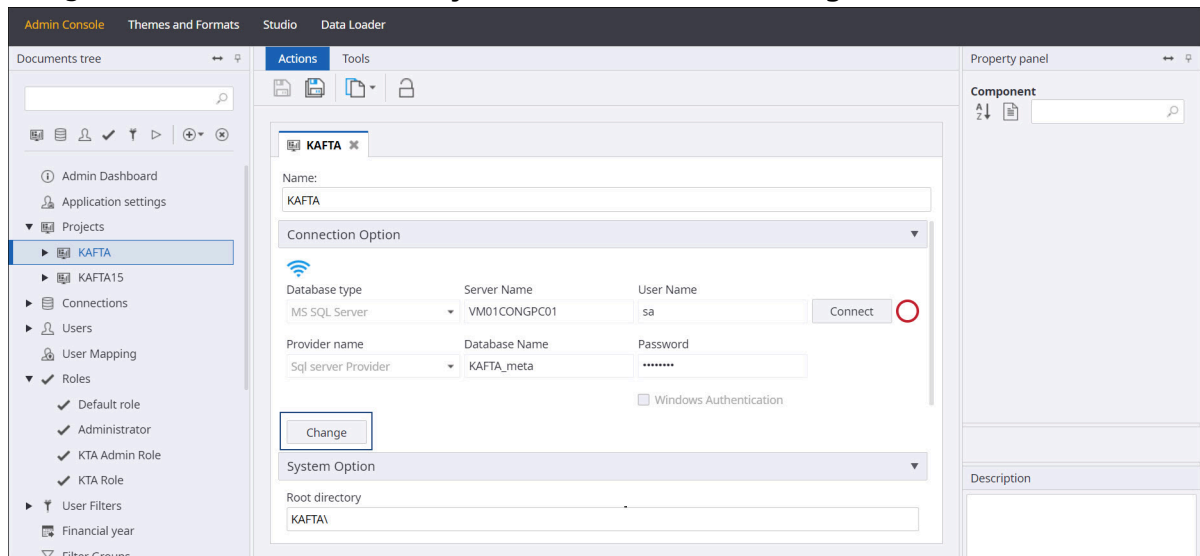 Admin Console Themes and Formats Studio Data Loader
Documents tree
Actions Tools
Property panel
Component
KAFTA
Name:
KAFTA
Connection Option
Database type Server Name User Name
MS SQL Server VM01CONGPC01 sa Connect
Provider name Database Name Password
Sql server Provider KAFTA_meta ••••••••
Windows Authentication
Change
System Option
Root directory
KAFTA\
Admin Dashboard
Application settings
Projects
KAFTA
KAFTA15
Connections
Users
User Mapping
Roles
Default role
Administrator
KTA Admin Role
KTA Role
User Filters
Financial year
Filter Groups
Description